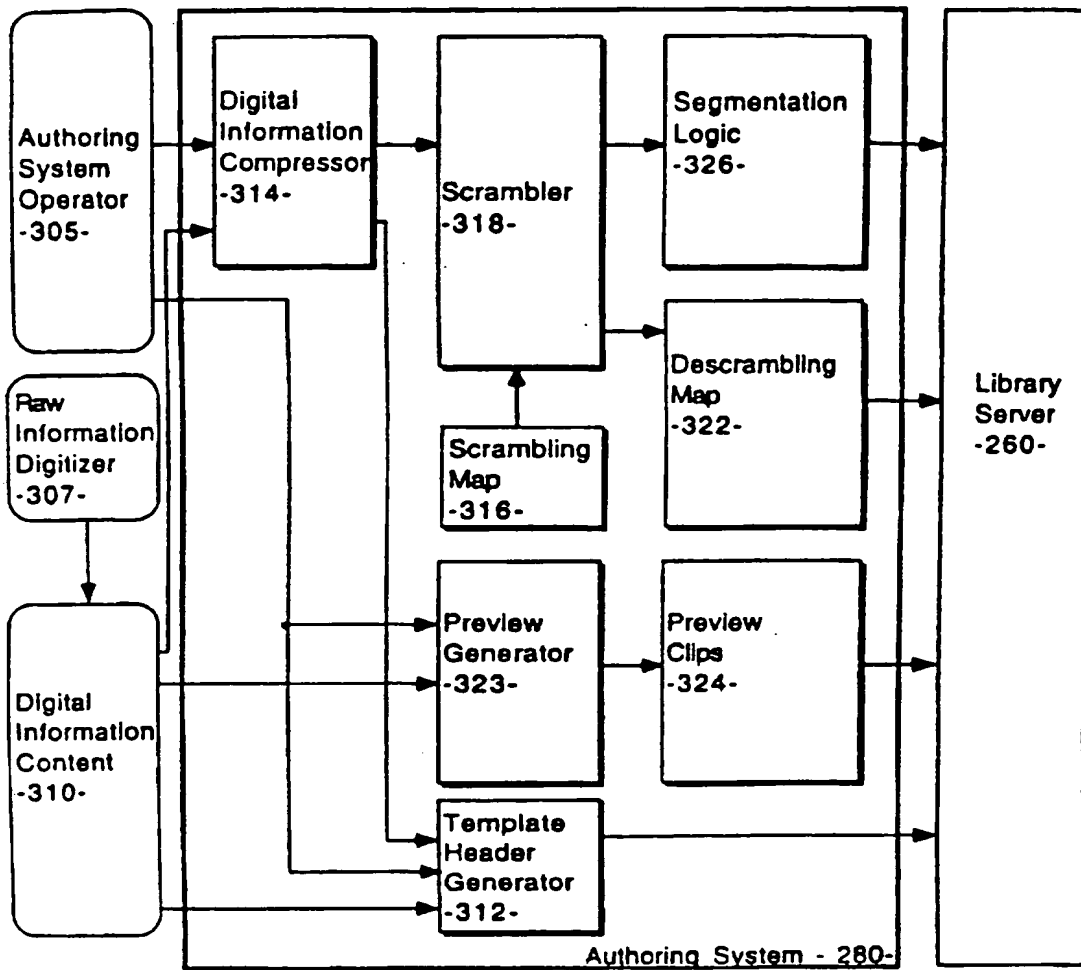 Authoring
System
Operator
-305-
Digital
Information
Compressor
-314-
Scrambler
-318-
Segmentation
Logic
-326-
Raw
Information
Digitizer
-307-
Scrambling
Map
-316-
Descrambling
Map
-322-
Library
Server
-260-
Digital
Information
Content
-310-
Preview
Generator
-323-
Preview
Clips
-324-
Template
Header
Generator
-312-
Authoring System - 280-